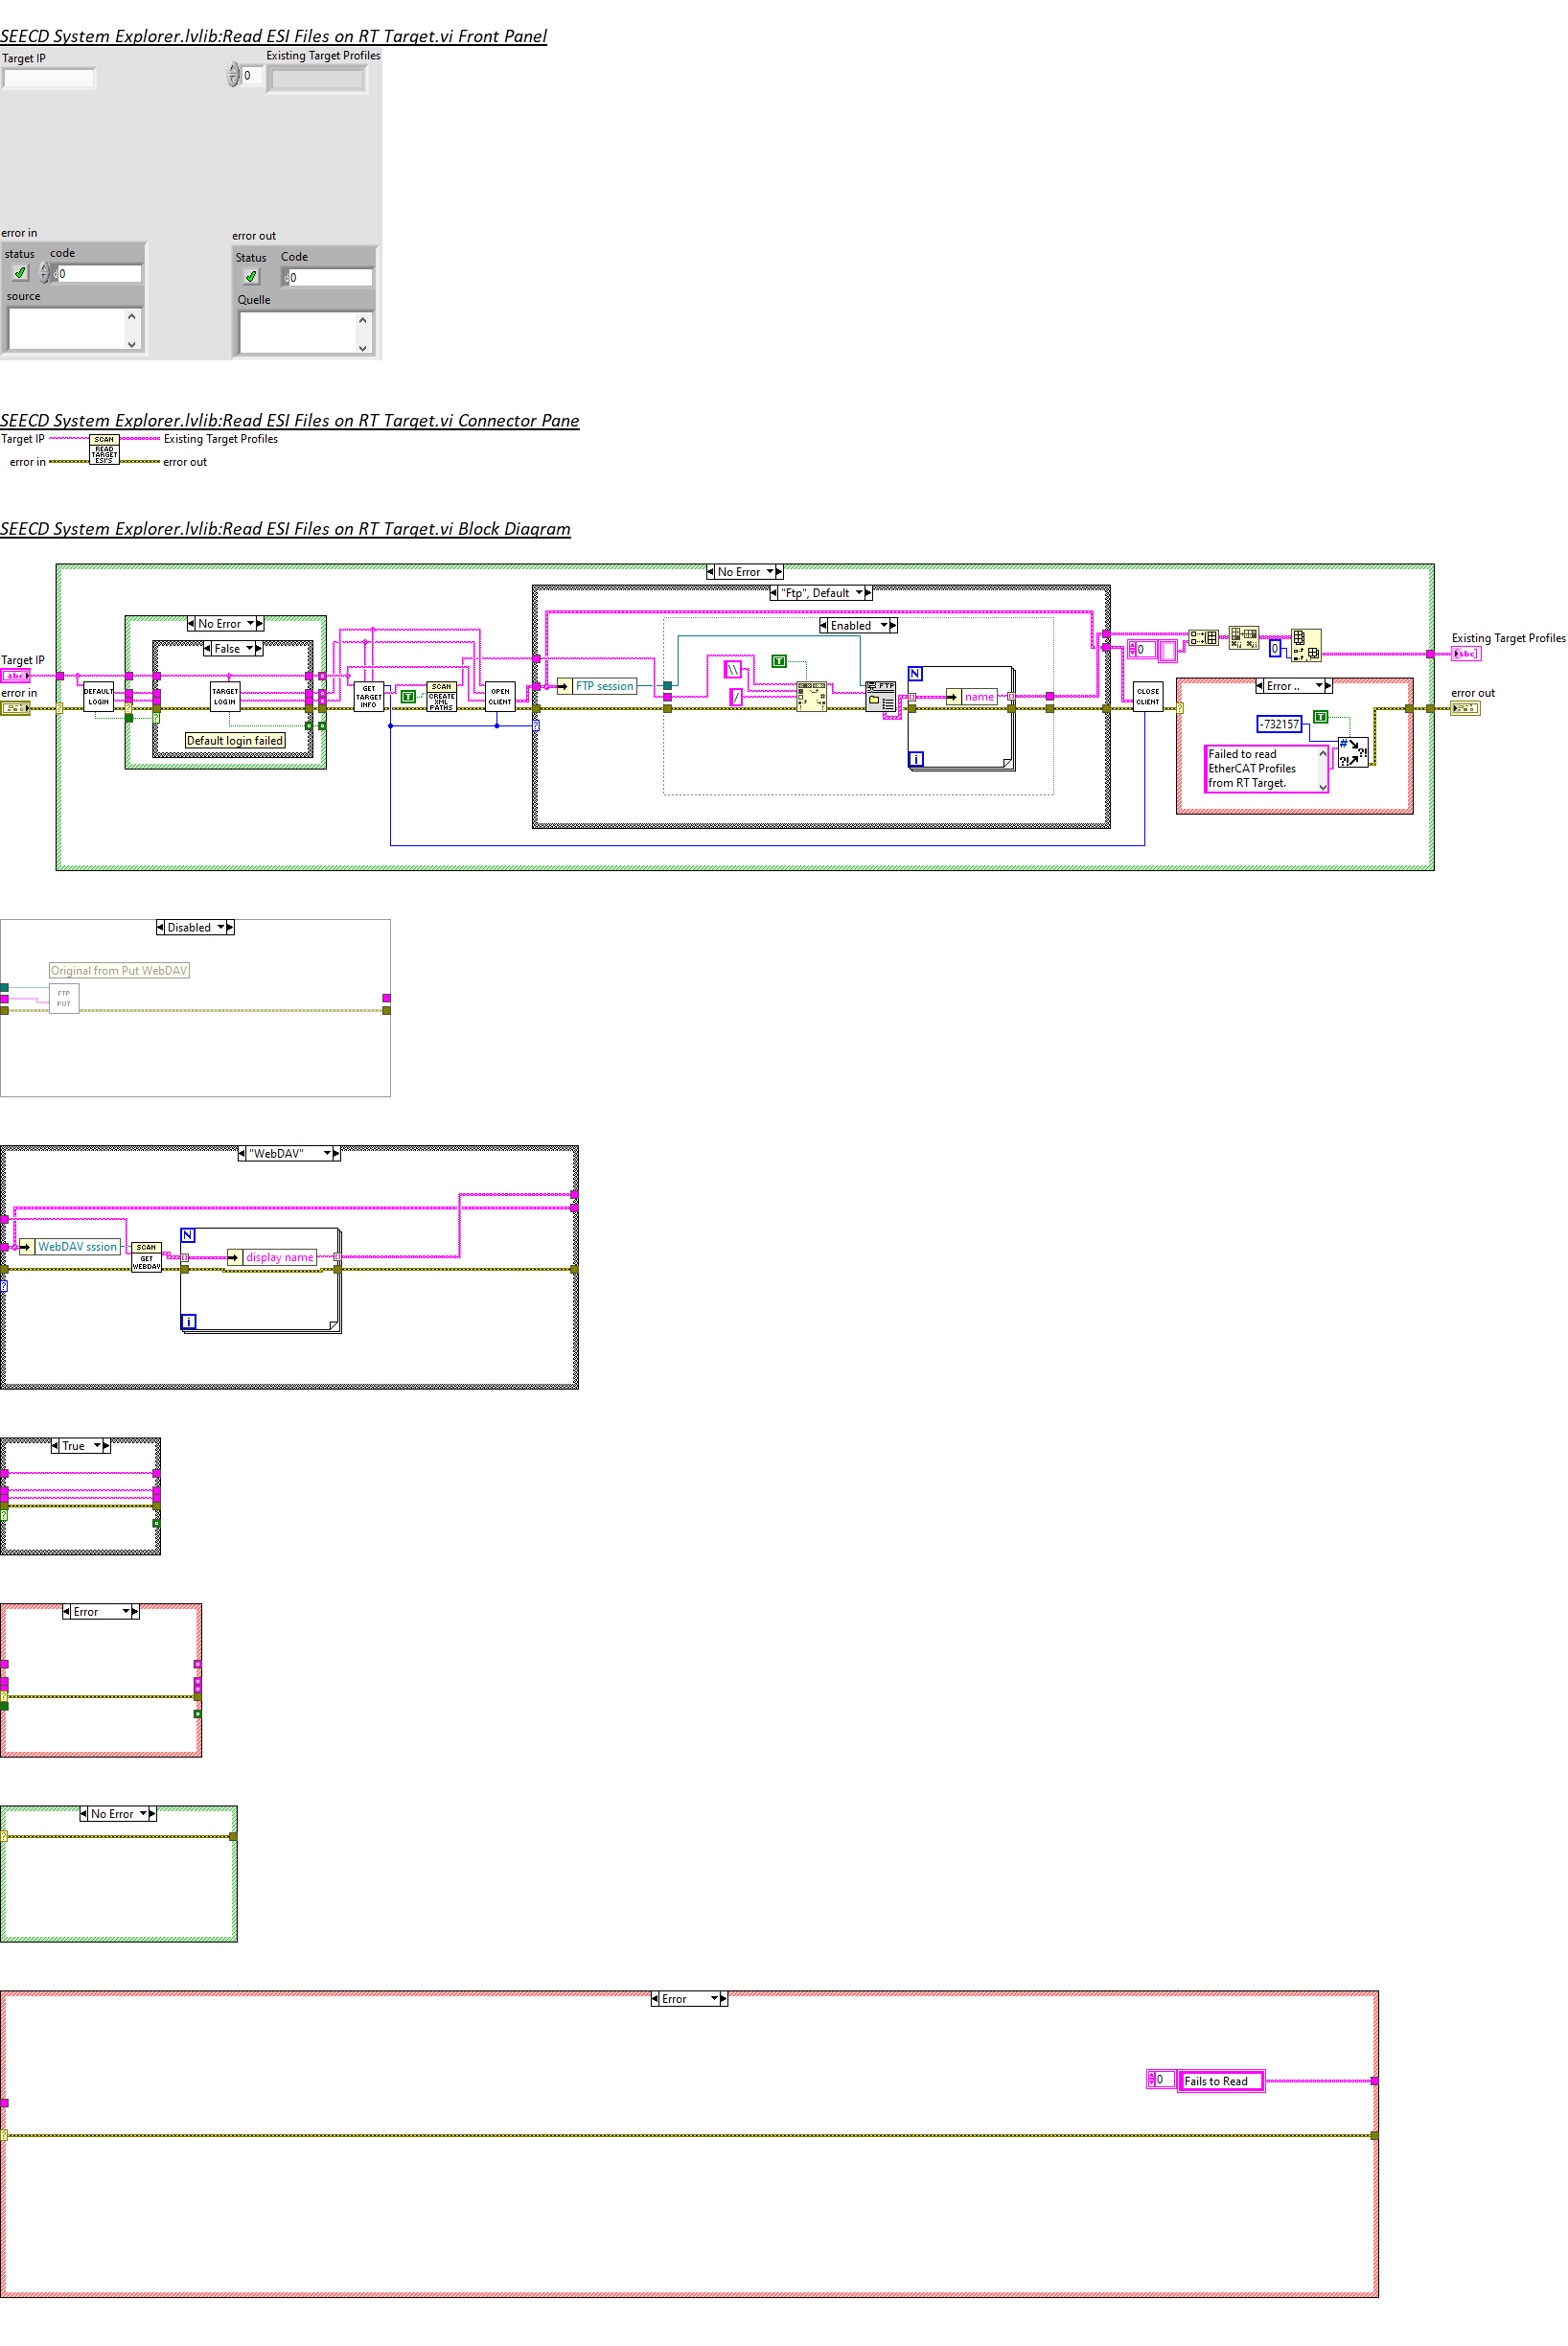 SEECD System Explorer.lvlib:Read ESI Files on RT Target.vi Front Panel
Target IP
Existing Target Profiles
0
error in
error out
status
code
Status
Code
0
0
source
Quelle
SEECD System Explorer.lvlib:Read ESI Files on RT Target.vi Connector Pane
Target IP
SCAN
READ
TARGET
ESI'S
Existing Target Profiles
error in
error out
SEECD System Explorer.lvlib:Read ESI Files on RT Target.vi Block Diagram
No Error
"Ftp", Default
No Error
Enabled
False
Target IP
abc
error in
DEFAULT
LOGIN
TARGET
LOGIN
Default login failed
GET
TARGET
INFO
T
SCAN
CREATE
XML
PATHS
OPEN
CLIENT
FTP session
\\
/
T
FTP
N
name
i
0
0
CLOSE
CLIENT
Existing Target Profiles
abc
Error ..
error out
-732157
T
Failed to read
EtherCAT Profiles
from RT Target.
Disabled
Original from Put WebDAV
FTP
PUT
"WebDAV"
WebDAV sssion
SCAN
GET
WEBDAV
N
display name
i
True
Error
No Error
Error
0
Fails to Read